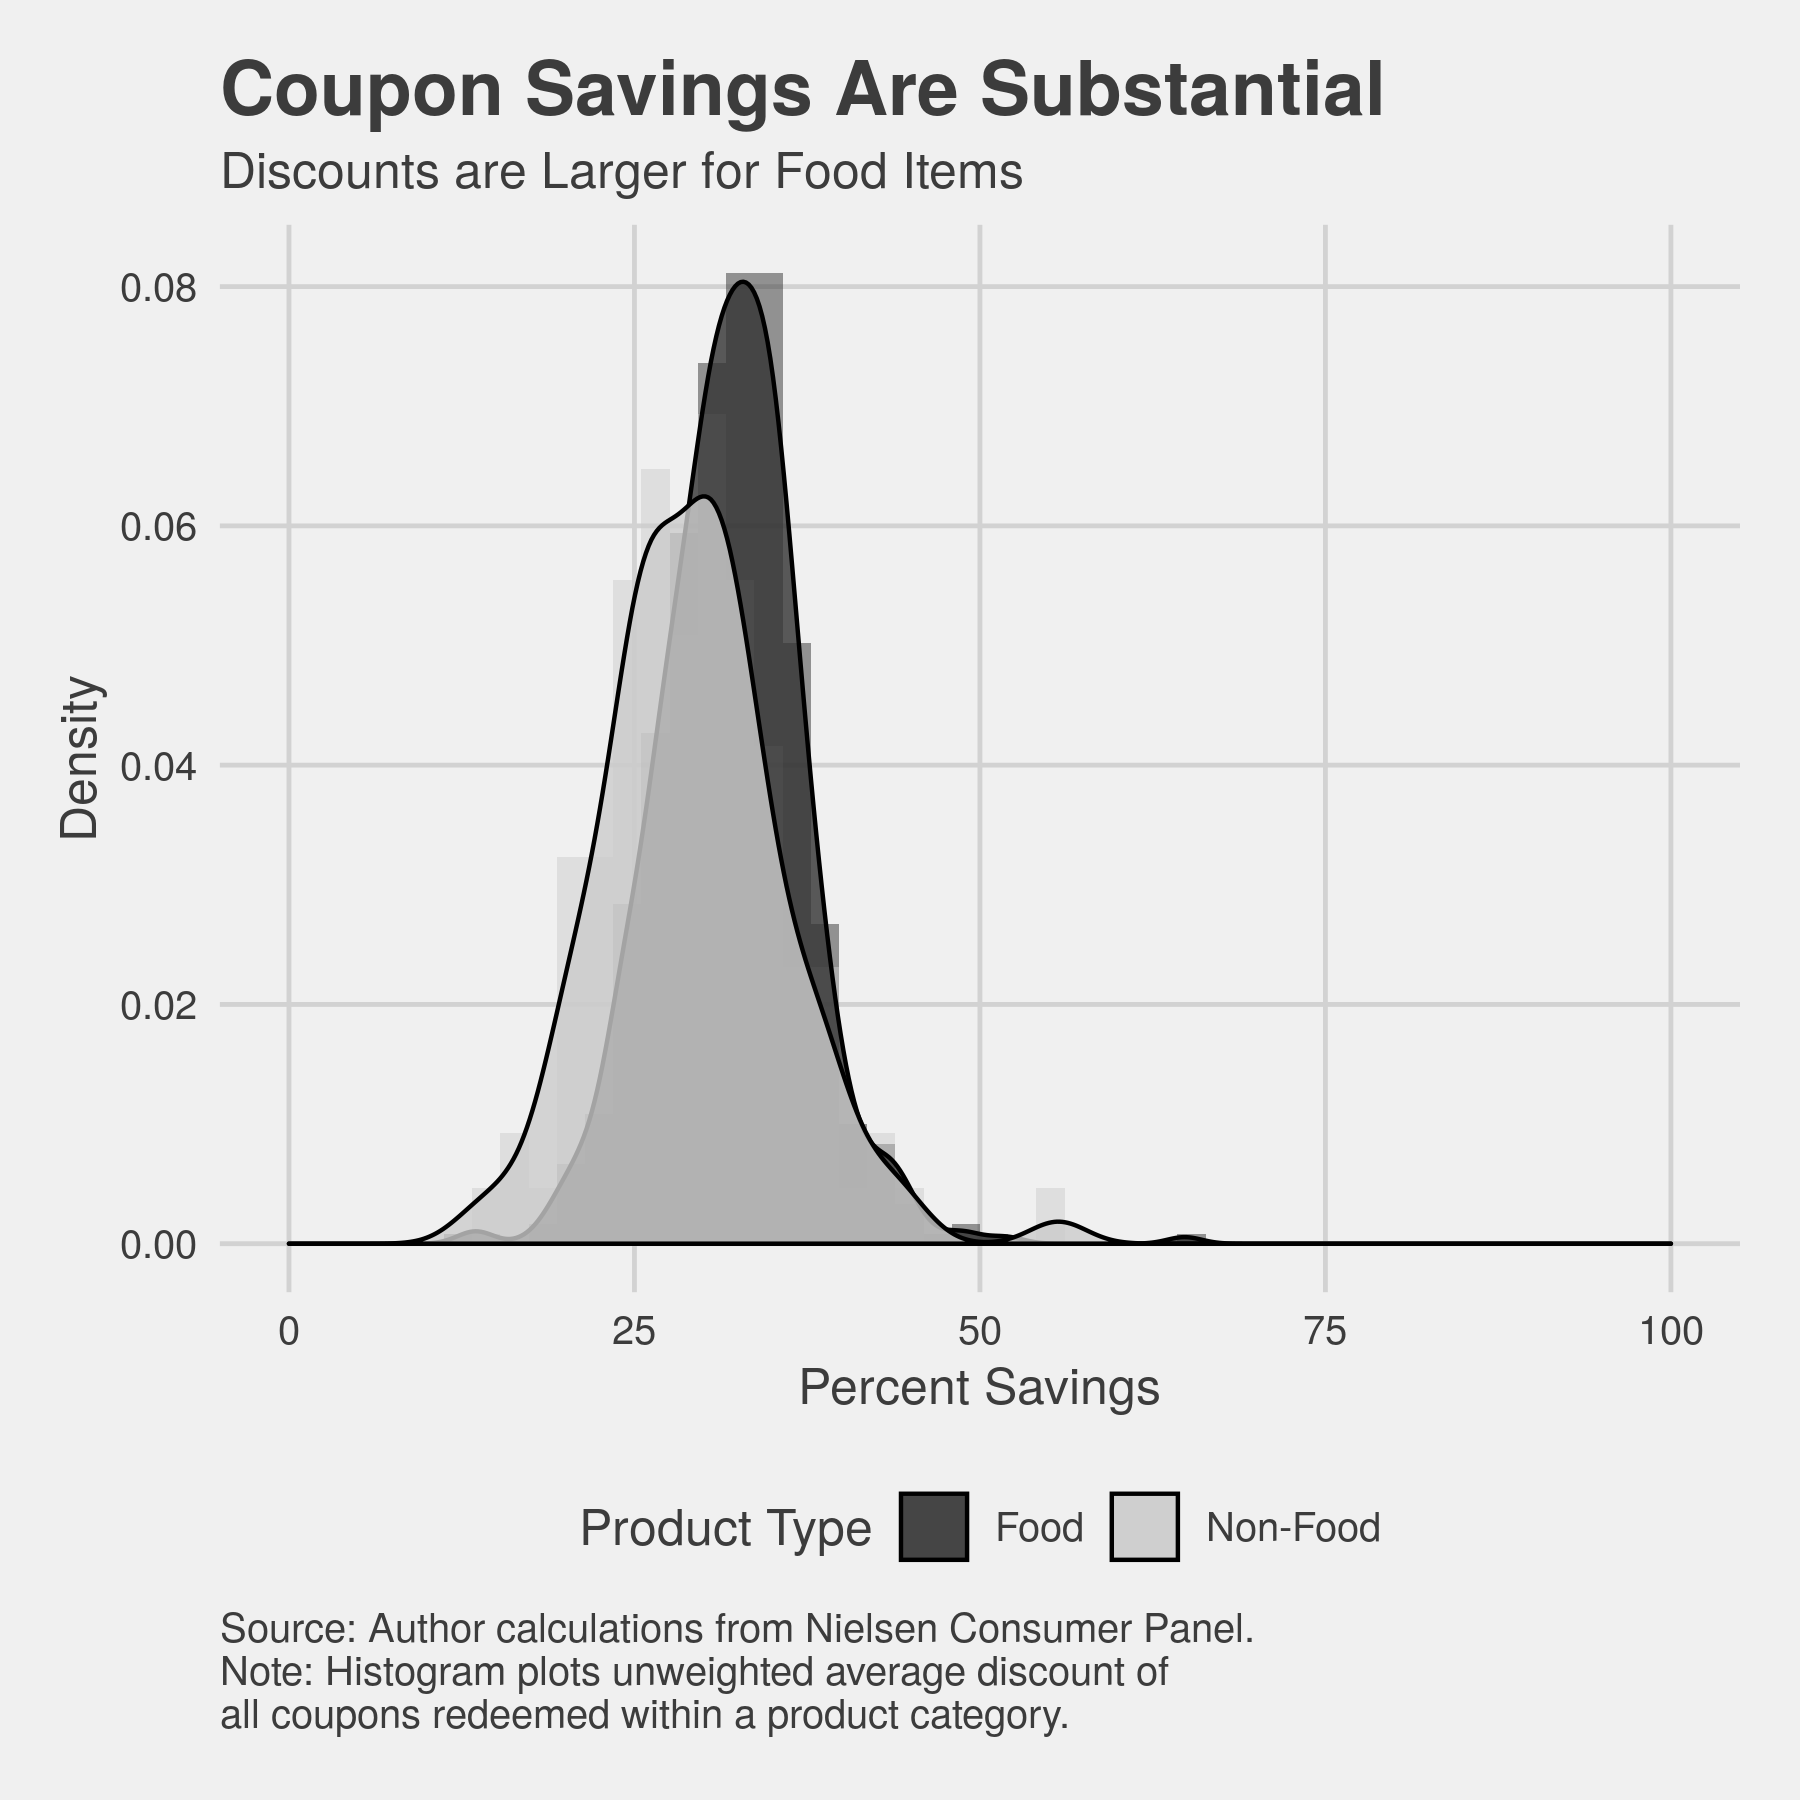 Coupon Savings Are Substantial
Discounts are Larger for Food Items
0.08
0.06
0.04
0.02
0.00
Density
0 25 50 75 100
Percent Savings
Product Type Food Non-Food
Source: Author calculations from Nielsen Consumer Panel.
Note: Histogram plots unweighted average discount of
all coupons redeemed within a product category.